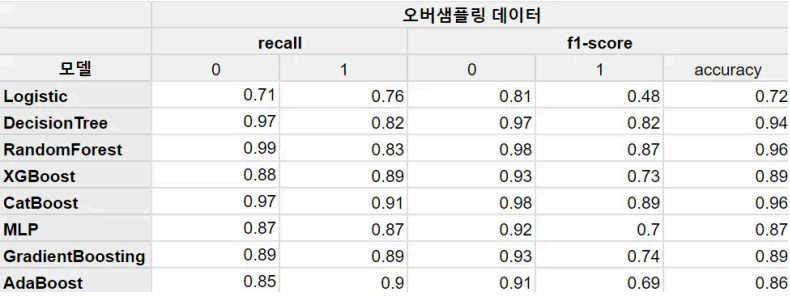 오버샘플링 데이터
recall f1-score
모델 0 1 0 1 accuracy
Logistic 0.71 0.76 0.81 0.48 0.72
DecisionTree 0.97 0.82 0.97 0.82 0.94
RandomForest 0.99 0.83 0.98 0.87 0.96
XGBoost 0.88 0.89 0.93 0.73 0.89
CatBoost 0.97 0.91 0.98 0.89 0.96
MLP 0.87 0.87 0.92 0.7 0.87
GradientBoosting 0.89 0.89 0.93 0.74 0.89
AdaBoost 0.85 0.9 0.91 0.69 0.86